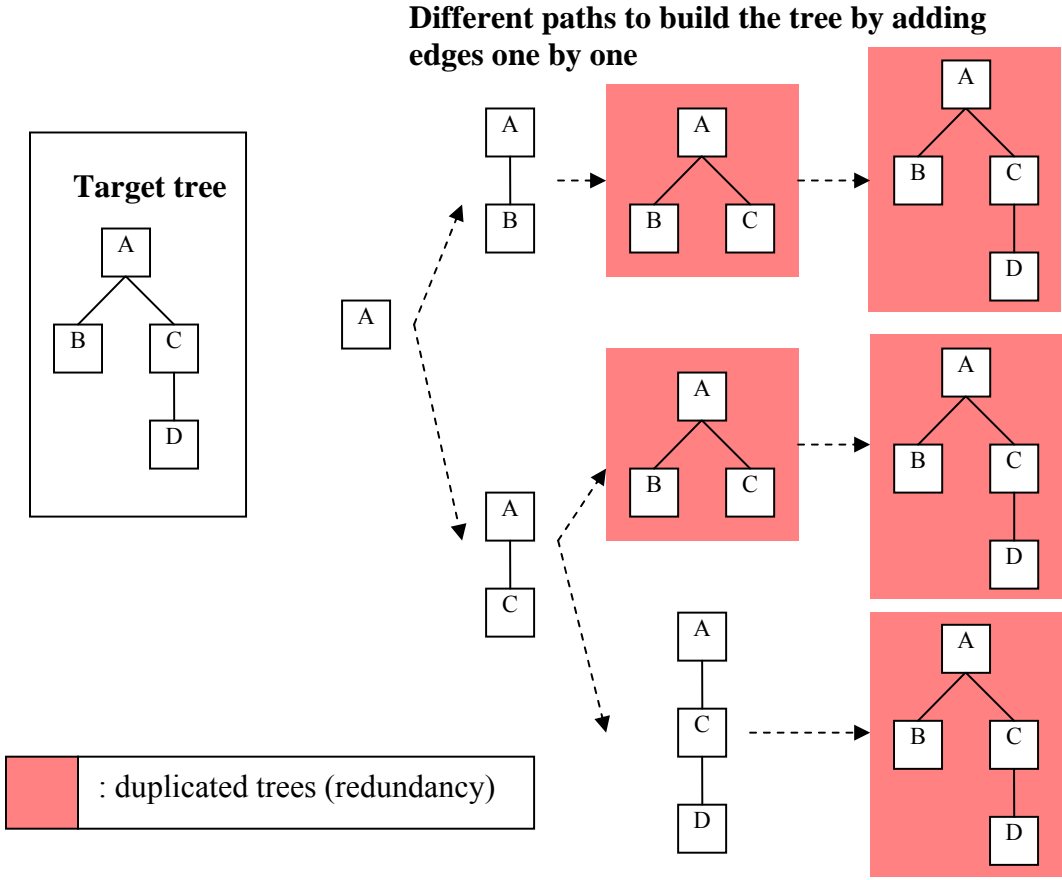 Different paths to build the tree by adding
edges one by one
Target tree
A
B C
D
A
A
B
A
B C
A
B C
D
A
C
A
B C
A
B C
D
A
C
D
A
B C
D
: duplicated trees (redundancy)